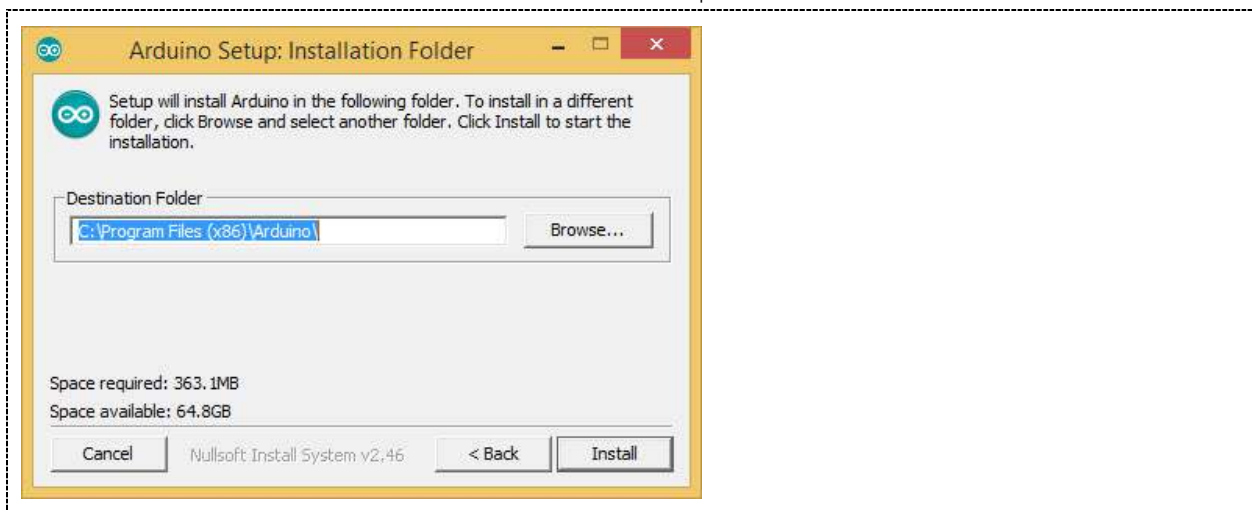 Arduino Setup: Installation Folder
Setup will install Arduino in the following folder. To install in a different
folder, click Browse and select another folder. Click Install to start the
installation.
Destination Folder
C:\Program Files (x86)\Arduino\
Browse...
Space required: 363.1MB
Space available: 64.8GB
Cancel
Nullsoft Install System v2.46
< Back
Install